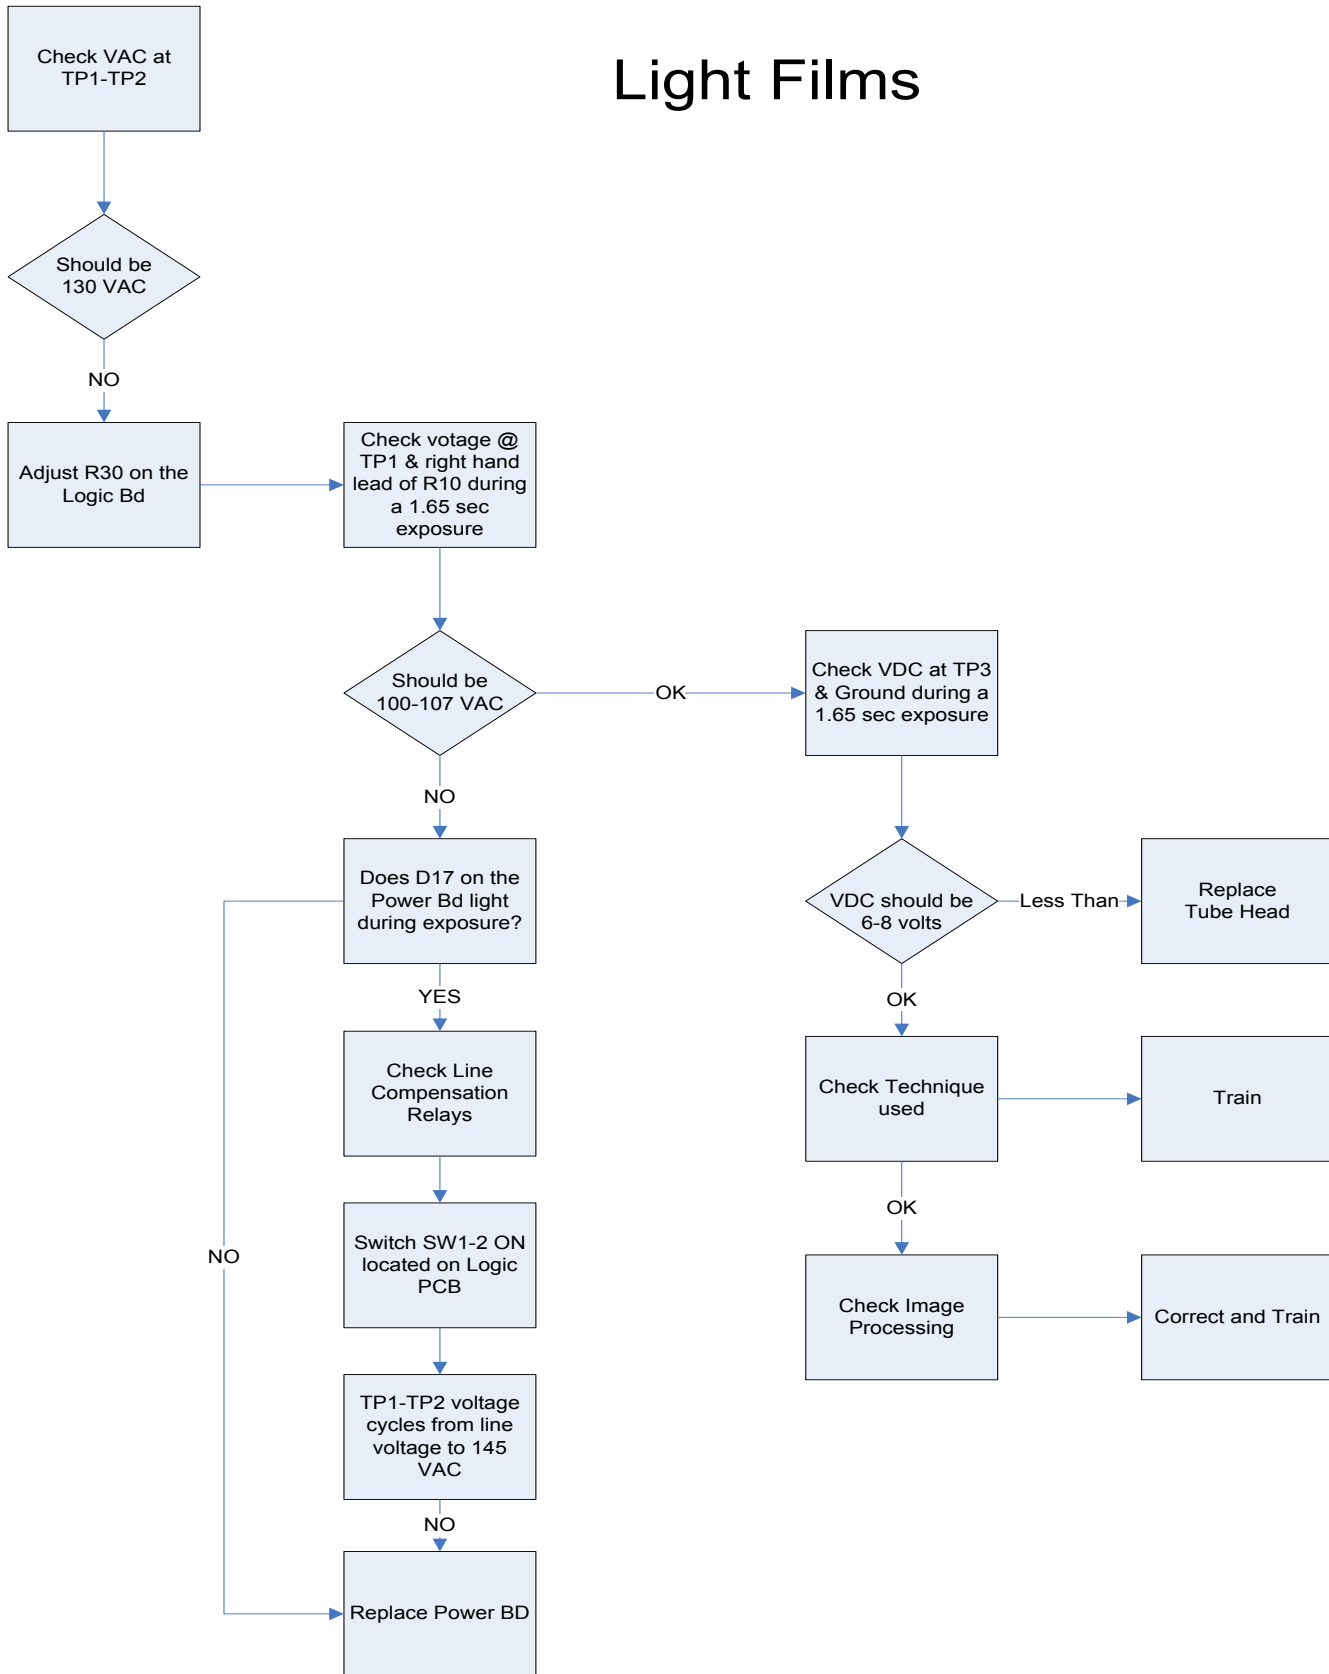 Light Films
Check VAC at
TP1-TP2
Should be
130 VAC
NO
Adjust R30 on the
Logic Bd
Check votage @
TP1 & right hand
lead of R10 during
a 1.65 sec
exposure
Should be
100-107 VAC
OK
Check VDC at TP3
& Ground during a
1.65 sec exposure
NO
Does D17 on the
Power Bd light
during exposure?
VDC should be
6-8 volts
Less Than
Replace
Tube Head
YES
OK
Check Line
Compensation
Relays
Check Technique
used
Train
NO
Switch SW1-2 ON
located on Logic
PCB
OK
Check Image
Processing
Correct and Train
TP1-TP2 voltage
cycles from line
voltage to 145
VAC
NO
Replace Power BD